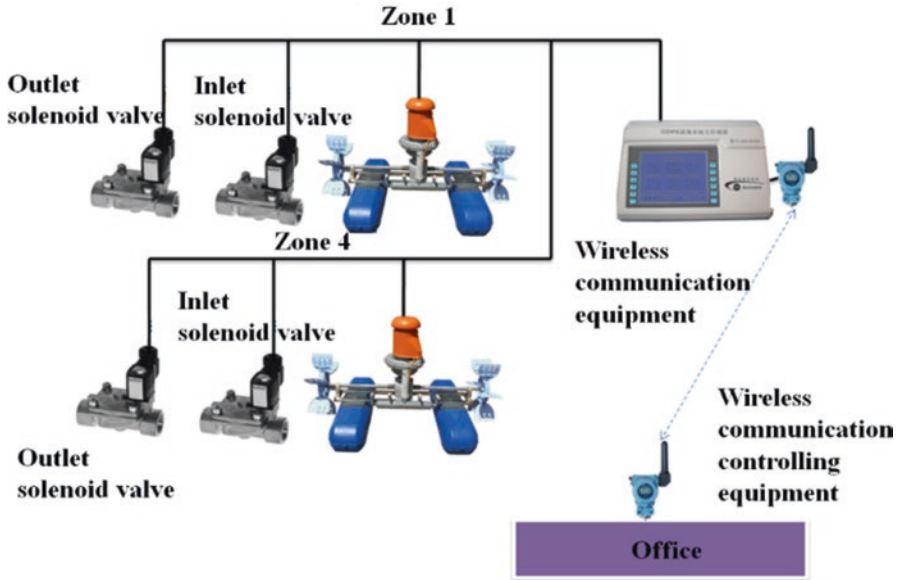 Zone 1
Outlet
solenoid valve
Inlet
solenoid valve
Zone 4
Wireless
communication
equipment
Inlet
solenoid valve
Outlet
solenoid valve
Wireless
communication
controlling
equipment
Office